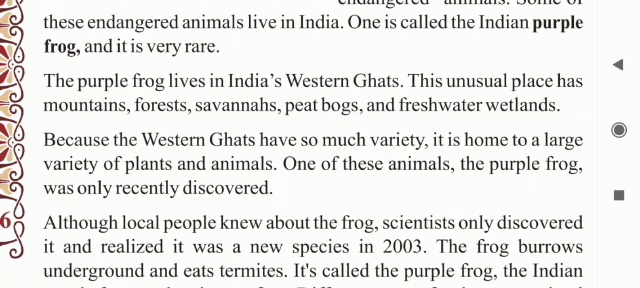 endangered animals. Some of
these endangered animals live in India. One is called the Indian purple
frog, and it is very rare.
The purple frog lives in India's Western Ghats. This unusual place has
mountains, forests, savannahs, peat bogs, and freshwater wetlands.
Because the Western Ghats have so much variety, it is home to a large
variety of plants and animals. One of these animals, the purple frog,
was only recently discovered.
6
Although local people knew about the frog, scientists only discovered
it and realized it was a new species in 2003. The frog burrows
underground and eats termites. It's called the purple frog, the Indian